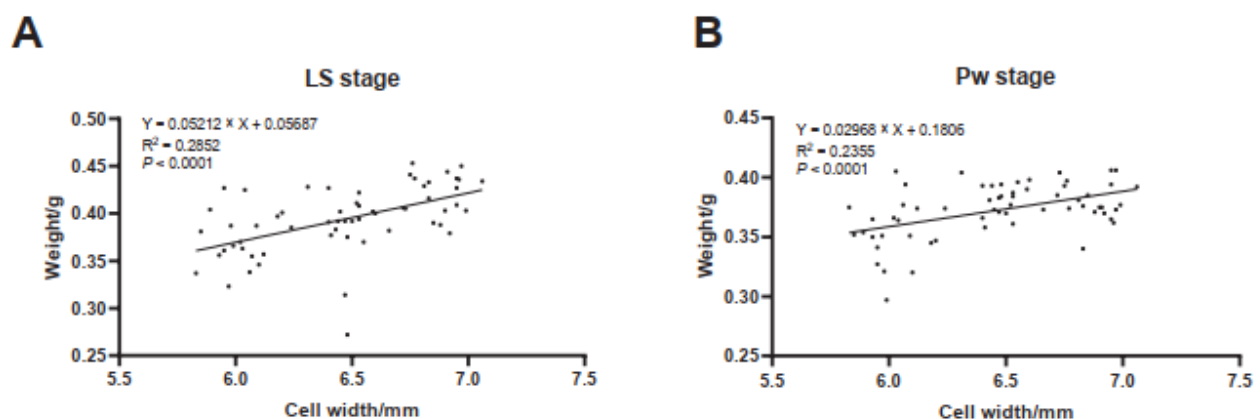 A
LS stage
Y = 0.05212 × X + 0.05687
R² = 0.2852
P < 0.0001
Weight/g
0.50
0.45
0.40
0.35
0.30
0.25
5.5 6.0 6.5 7.0 7.5
Cell width/mm
B
Pw stage
Y = 0.02968 × X + 0.1806
R² = 0.2355
P < 0.0001
Weight/g
0.45
0.40
0.35
0.30
0.25
5.5 6.0 6.5 7.0 7.5
Cell width/mm